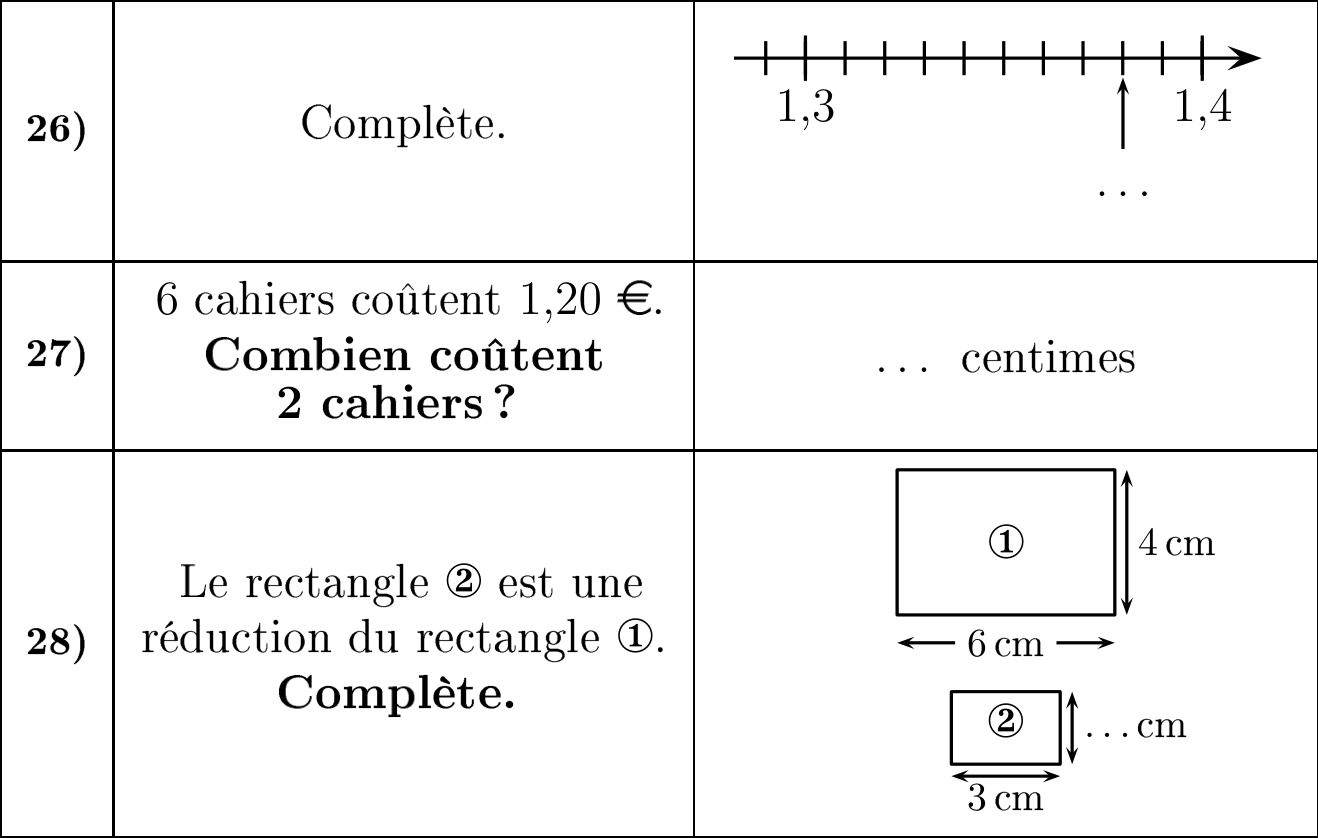 26)
Complète.
1,3
1,4
...
27)
6 cahiers coûtent 1,20 €.
Combien coûtent
2 cahiers ?
... centimes
28)
Le rectangle ② est une
réduction du rectangle ①.
Complète.
①
4 cm
6 cm
②
... cm
3 cm